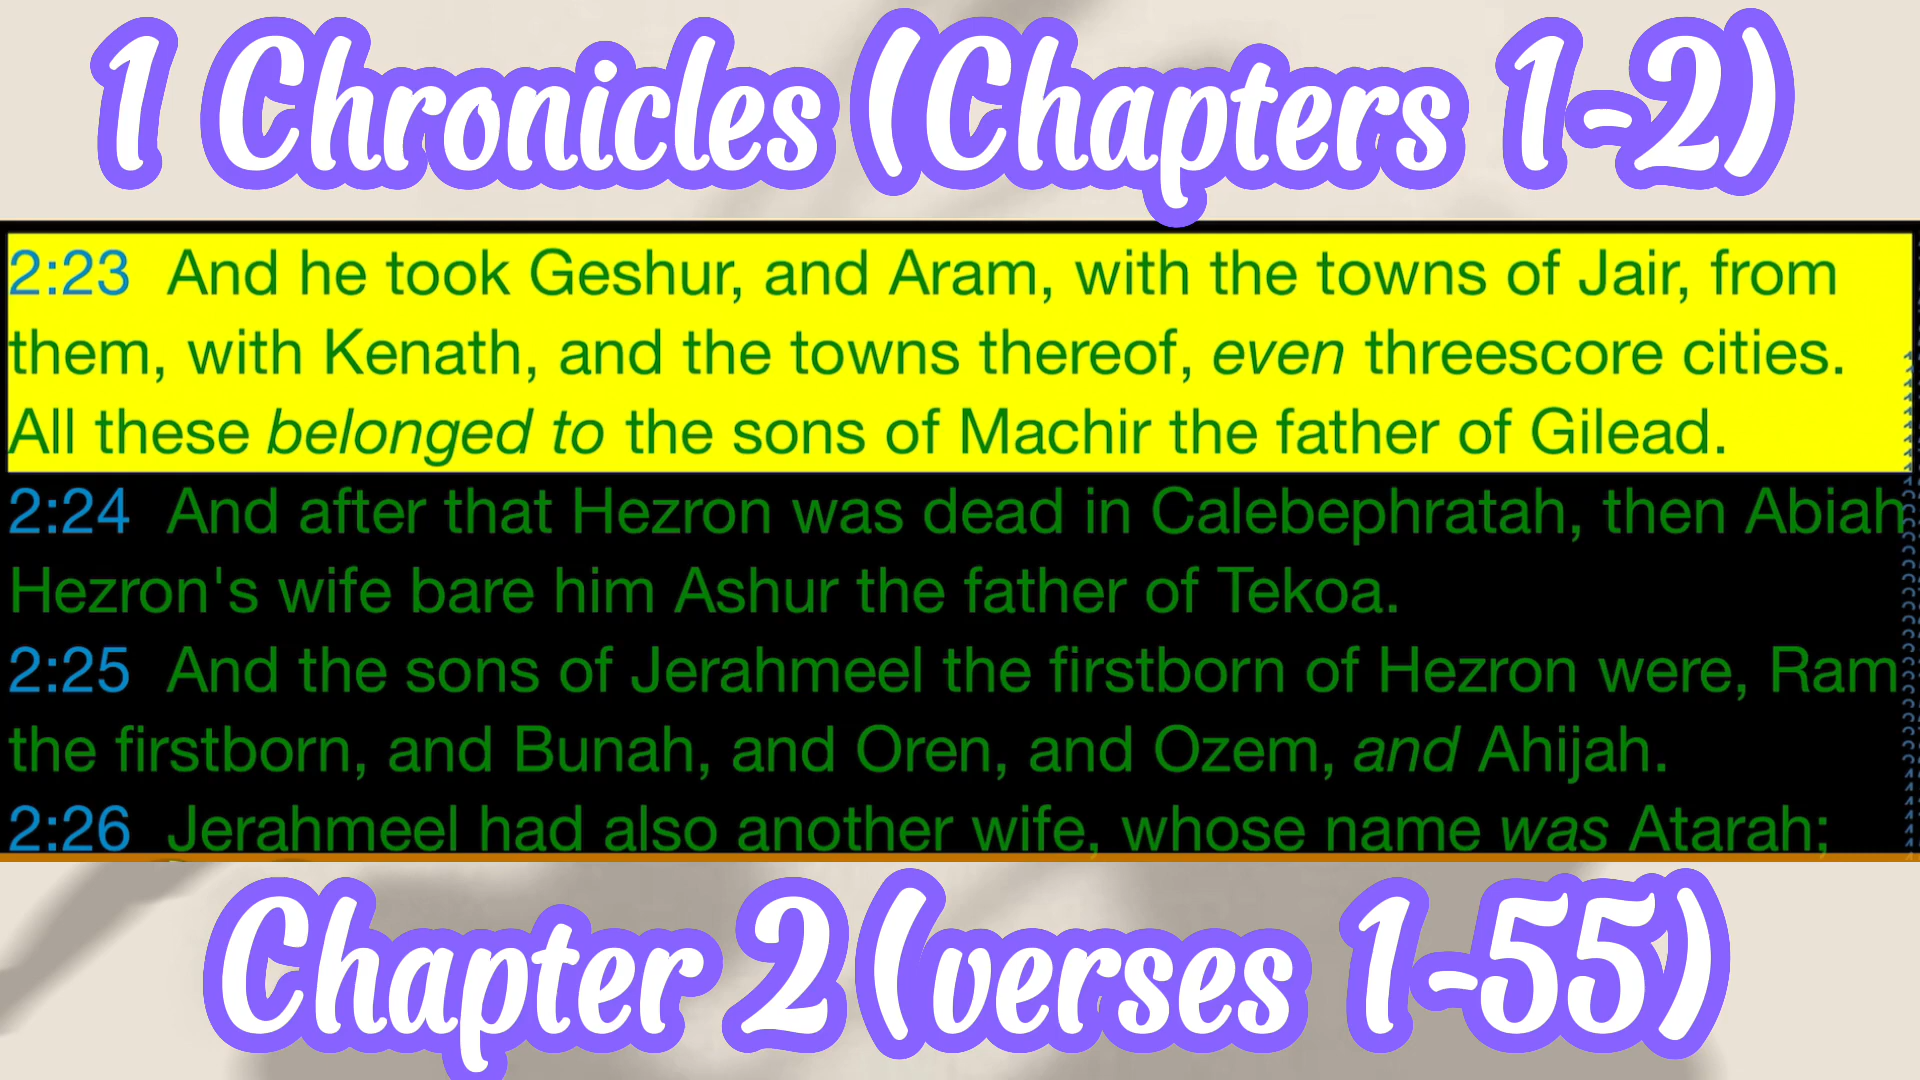 1 Chronicles (Chapters 1-2)
2:23 And he took Geshur, and Aram, with the towns of Jair, from
them, with Kenath, and the towns thereof, even threescore cities.
All these belonged to the sons of Machir the father of Gilead.
2:24 And after that Hezron was dead in Calebephratah, then Abiah
Hezron's wife bare him Ashur the father of Tekoa.
2:25 And the sons of Jerahmeel the firstborn of Hezron were, Ram
the firstborn, and Bunah, and Oren, and Ozem, and Ahijah.
2:26 Jerahmeel had also another wife, whose name was Atarah;
Chapter 2 (verses 1-55)